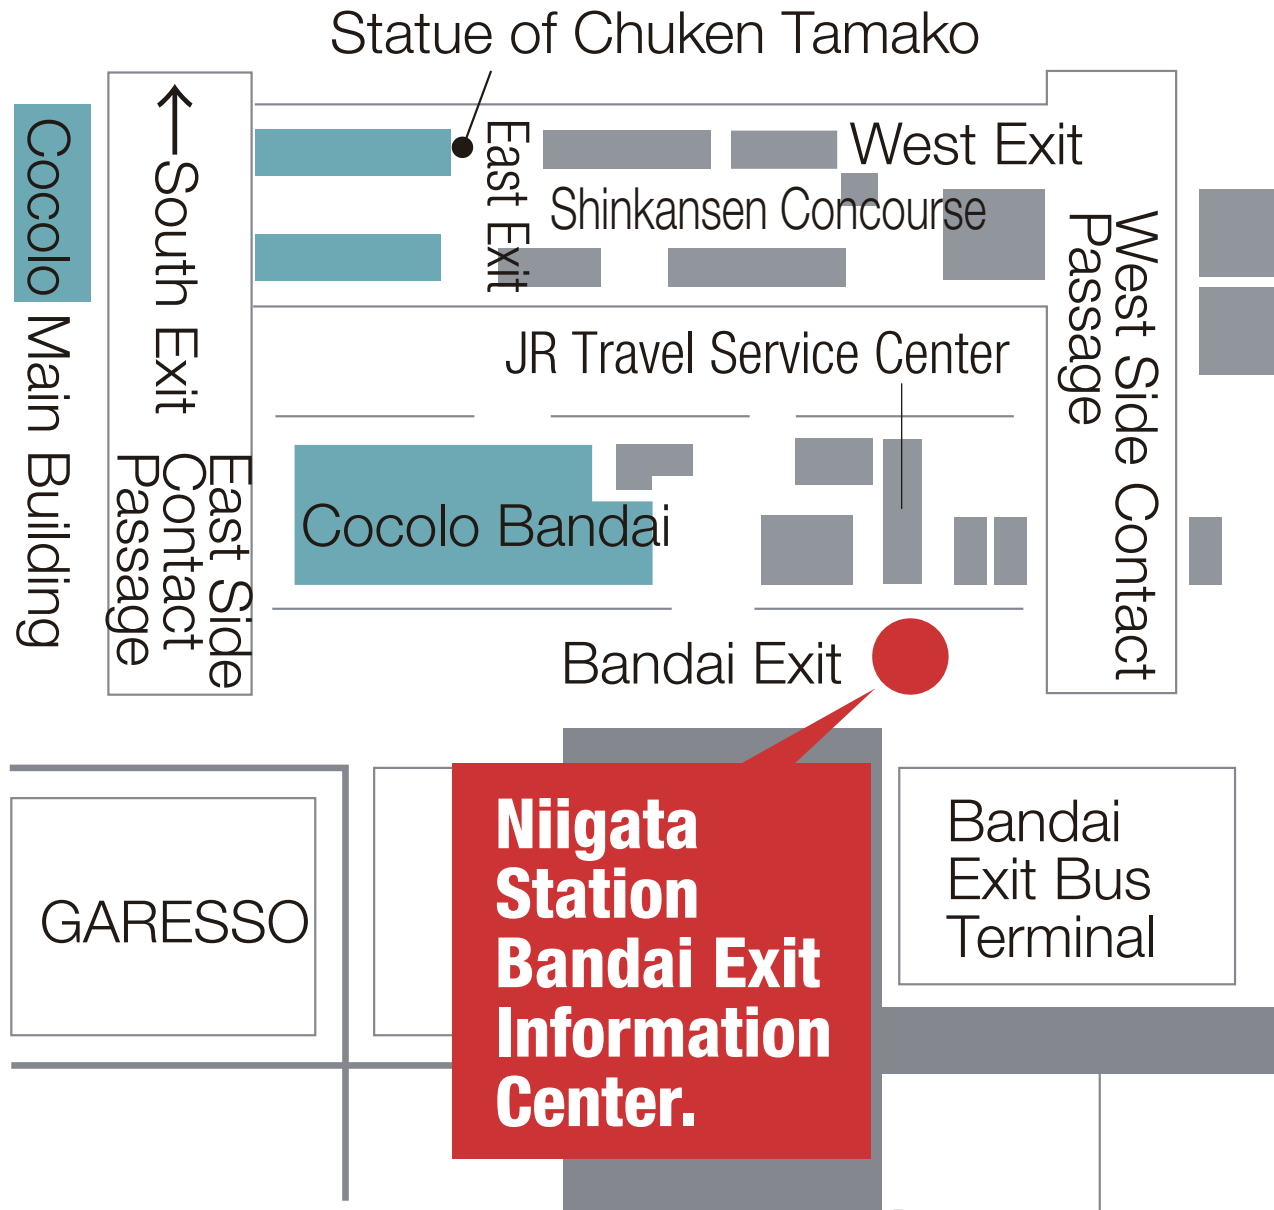 Statue of Chuken Tamako
Cocolo Main Building
←South Exit
East Side
Contact
Passage
East Exit
West Exit
Shinkansen Concourse
West Side Contact
Passage
JR Travel Service Center
Cocolo Bandai
Bandai Exit
GARESSO
Niigata
Station
Bandai Exit
Information
Center.
Bandai
Exit Bus
Terminal